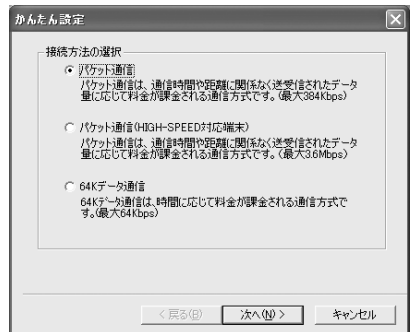 かんたん設定
接続方法の選択
パケット通信
パケット通信は、通信時間や距離に関係なく送受信されたデータ
量に応じて料金が課金される通信方式です。(最大384Kbps)
パケット通信(HIGH-SPEED対応端末)
パケット通信は、通信時間や距離に関係なく送受信されたデータ
量に応じて料金が課金される通信方式です。(最大3.6Mbps)
64Kデータ通信
64Kデータ通信は、時間に応じて料金が課金される通信方式で
す。(最大64Kbps)
< 戻る(B)
次へ(N) >
キャンセル